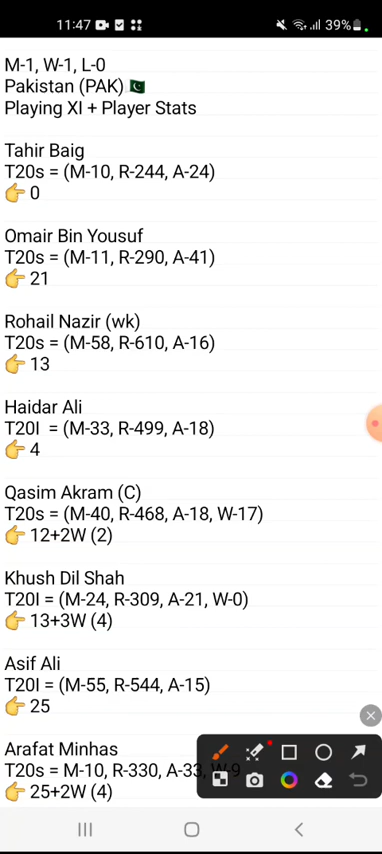 11:47 39%
M-1, W-1, L-0
Pakistan (PAK) 🇵🇰
Playing XI + Player Stats
Tahir Baig
T20s = (M-10, R-244, A-24)
👉 0
Omair Bin Yousuf
T20s = (M-11, R-290, A-41)
👉 21
Rohail Nazir (wk)
T20s = (M-58, R-610, A-16)
👉 13
Haidar Ali
T20I = (M-33, R-499, A-18)
👉 4
Qasim Akram (C)
T20s = (M-40, R-468, A-18, W-17)
👉 12+2W (2)
Khush Dil Shah
T20I = (M-24, R-309, A-21, W-0)
👉 13+3W (4)
Asif Ali
T20I = (M-55, R-544, A-15)
👉 25
Arafat Minhas
T20s = M-10, R-330, A-33, W-9
👉 25+2W (4)